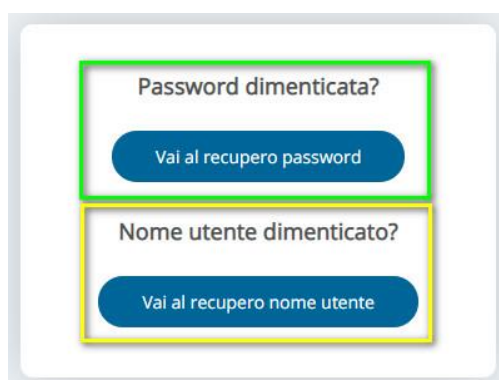 Password dimenticata?
Vai al recupero password
Nome utente dimenticato?
Vai al recupero nome utente